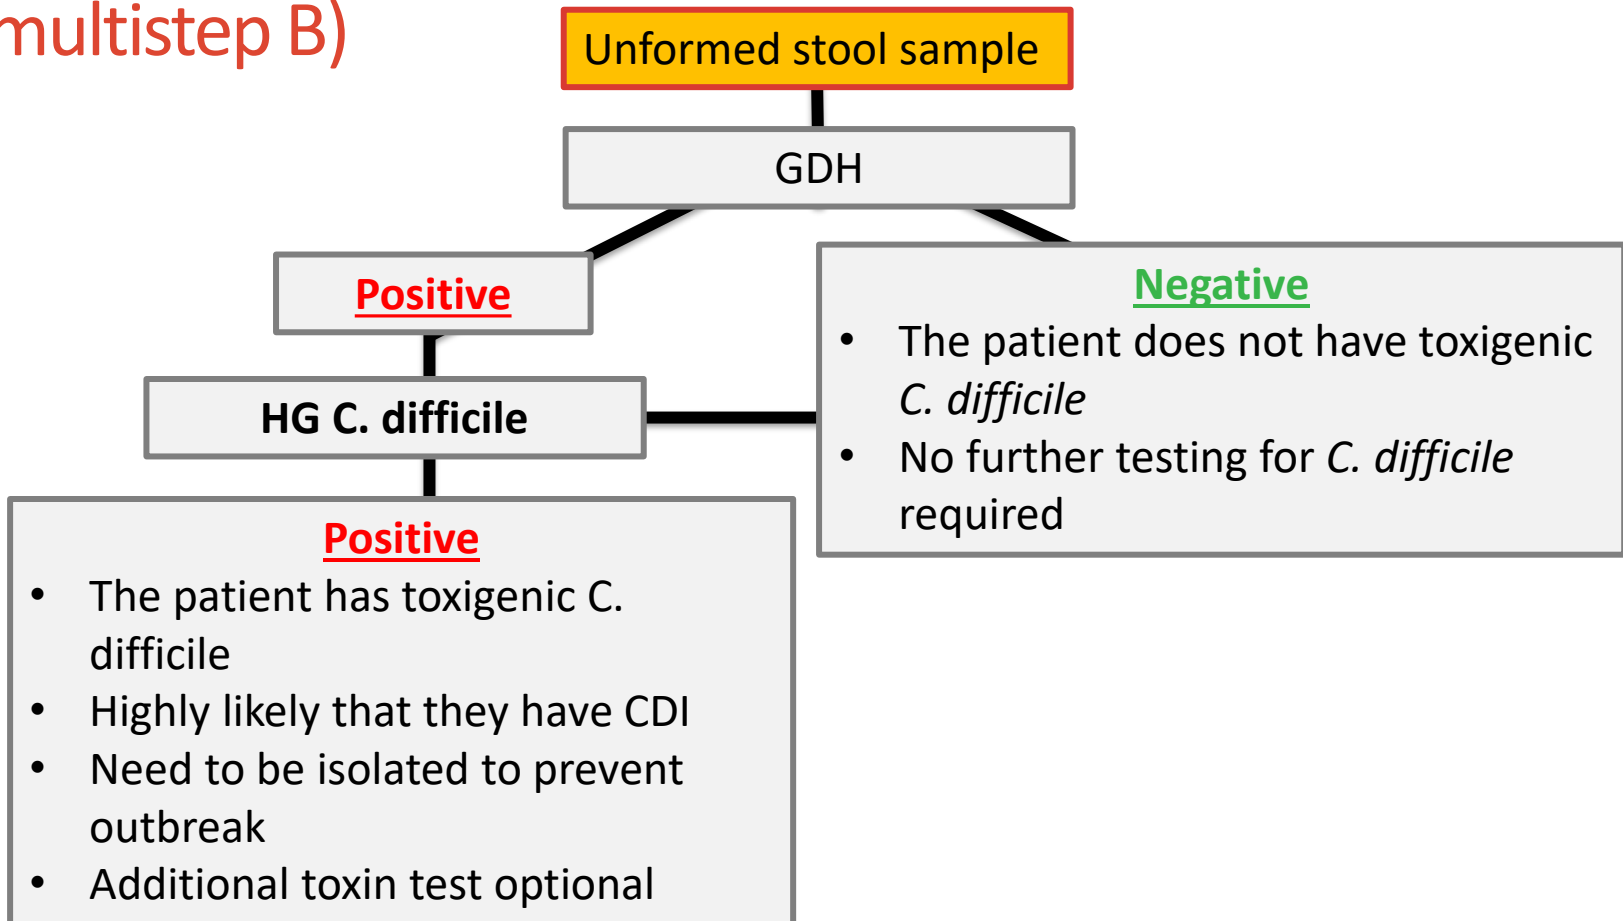 multistep B)
Unformed stool sample
GDH
Positive
Negative
• The patient does not have toxigenic
C. difficile
• No further testing for C. difficile
required
HG C. difficile
Positive
• The patient has toxigenic C.
difficile
• Highly likely that they have CDI
• Need to be isolated to prevent
outbreak
• Additional toxin test optional